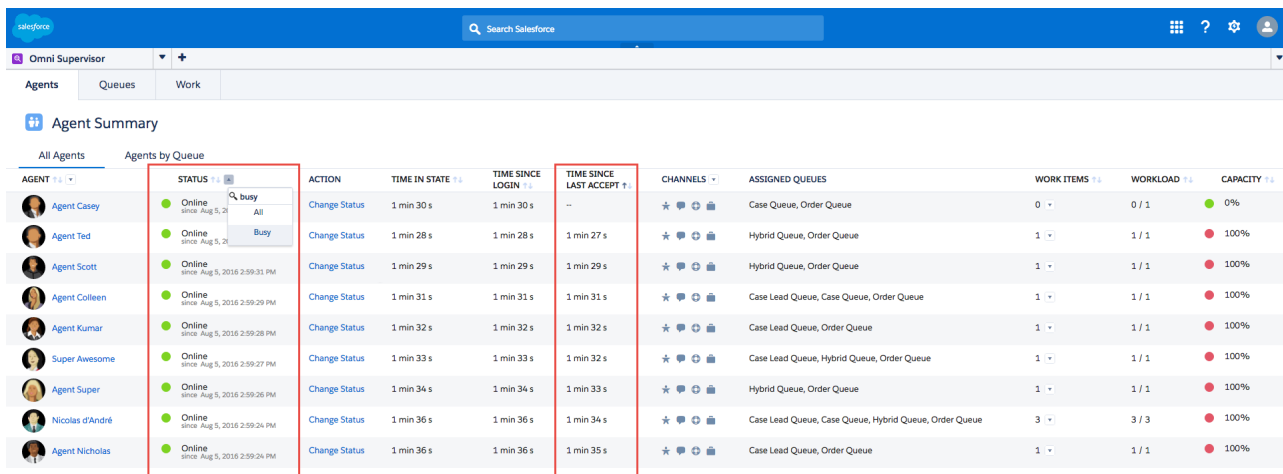 salesforce
Search Salesforce
Omni Supervisor
Agents Queues Work
Agent Summary
All Agents Agents by Queue
AGENT STATUS ACTION TIME IN STATE TIME SINCE LOGIN TIME SINCE LAST ACCEPT CHANNELS ASSIGNED QUEUES WORK ITEMS WORKLOAD CAPACITY
busy
All
Busy
Agent Casey Online Change Status 1 min 30 s 1 min 30 s -- Case Queue, Order Queue 0 0 / 1 0%
since Aug 5, 2
Agent Ted Online Change Status 1 min 28 s 1 min 28 s 1 min 27 s Hybrid Queue, Order Queue 1 1 / 1 100%
since Aug 5, 2
Agent Scott Online Change Status 1 min 29 s 1 min 29 s 1 min 29 s Hybrid Queue, Order Queue 1 1 / 1 100%
since Aug 5, 2016 2:59:31 PM
Agent Colleen Online Change Status 1 min 31 s 1 min 31 s 1 min 31 s Case Lead Queue, Case Queue, Order Queue 1 1 / 1 100%
since Aug 5, 2016 2:59:29 PM
Agent Kumar Online Change Status 1 min 32 s 1 min 32 s 1 min 32 s Case Lead Queue, Order Queue 1 1 / 1 100%
since Aug 5, 2016 2:59:28 PM
Super Awesome Online Change Status 1 min 33 s 1 min 33 s 1 min 32 s Case Lead Queue, Hybrid Queue, Order Queue 1 1 / 1 100%
since Aug 5, 2016 2:59:27 PM
Agent Super Online Change Status 1 min 34 s 1 min 34 s 1 min 33 s Hybrid Queue, Order Queue 1 1 / 1 100%
since Aug 5, 2016 2:59:26 PM
Nicolas d'André Online Change Status 1 min 36 s 1 min 36 s 1 min 34 s Case Lead Queue, Case Queue, Hybrid Queue, Order Queue 3 3 / 3 100%
since Aug 5, 2016 2:59:24 PM
Agent Nicholas Online Change Status 1 min 36 s 1 min 36 s 1 min 35 s Case Lead Queue, Order Queue 1 1 / 1 100%
since Aug 5, 2016 2:59:24 PM